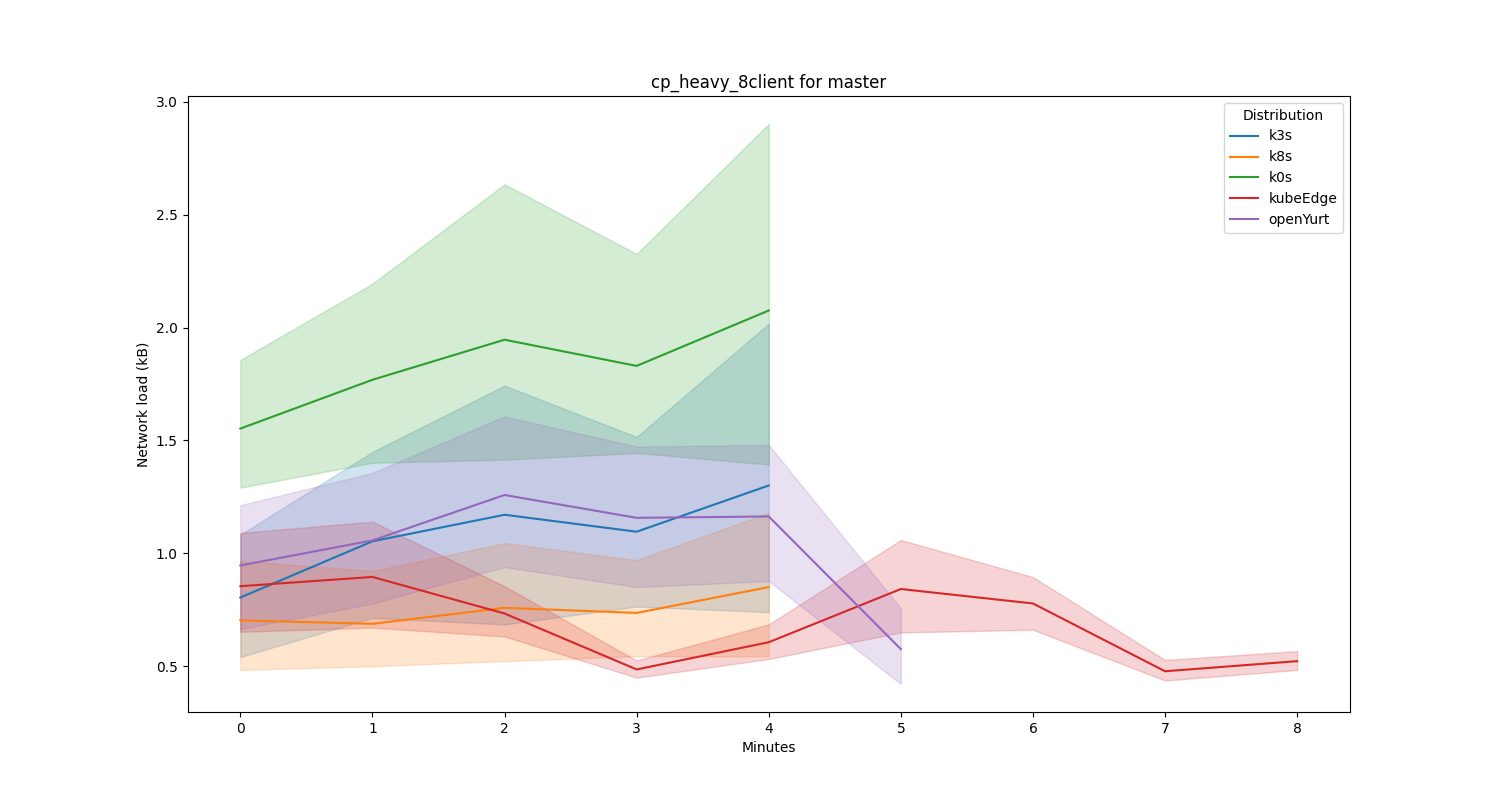 cp_heavy_8client for master
Distribution
k3s
k8s
k0s
kubeEdge
openYurt
Network load (kB)
3.0
2.5
2.0
1.5
1.0
0.5
0 1 2 3 4 5 6 7 8
Minutes